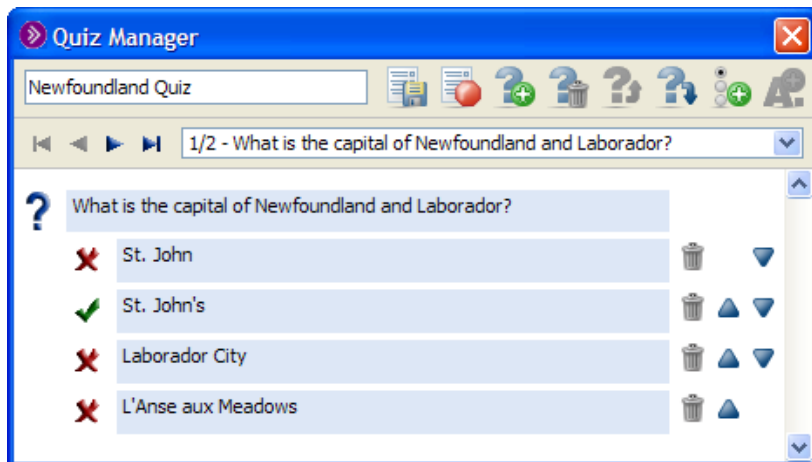 Quiz Manager
Newfoundland Quiz
1/2 - What is the capital of Newfoundland and Laborador?
What is the capital of Newfoundland and Laborador?
St. John
St. John's
Laborador City
L'Anse aux Meadows